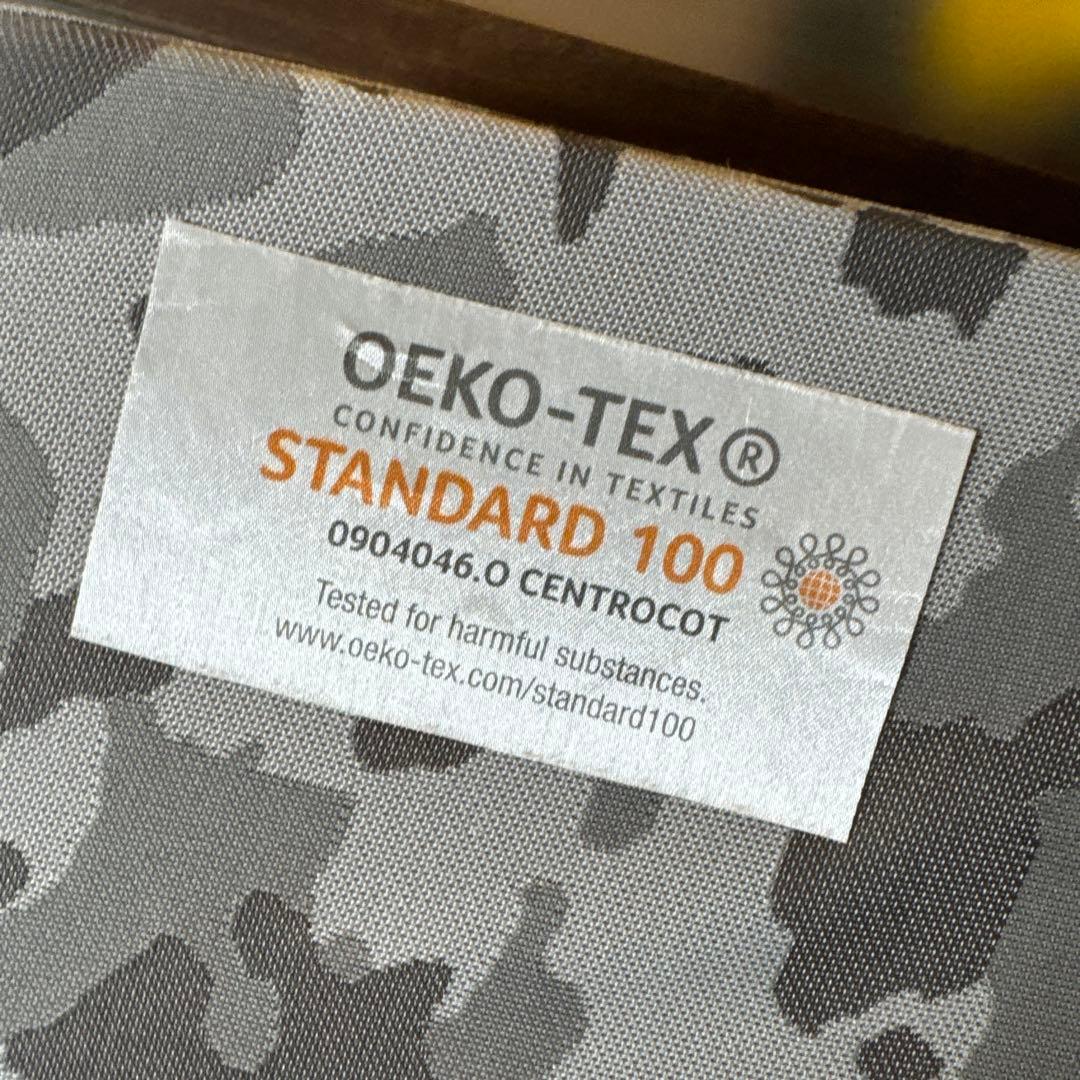 OEKO-TEX®
CONFIDENCE IN TEXTILES
STANDARD 100
0904046.O CENTROCOT
Tested for harmful substances.
www.oeko-tex.com/standard100